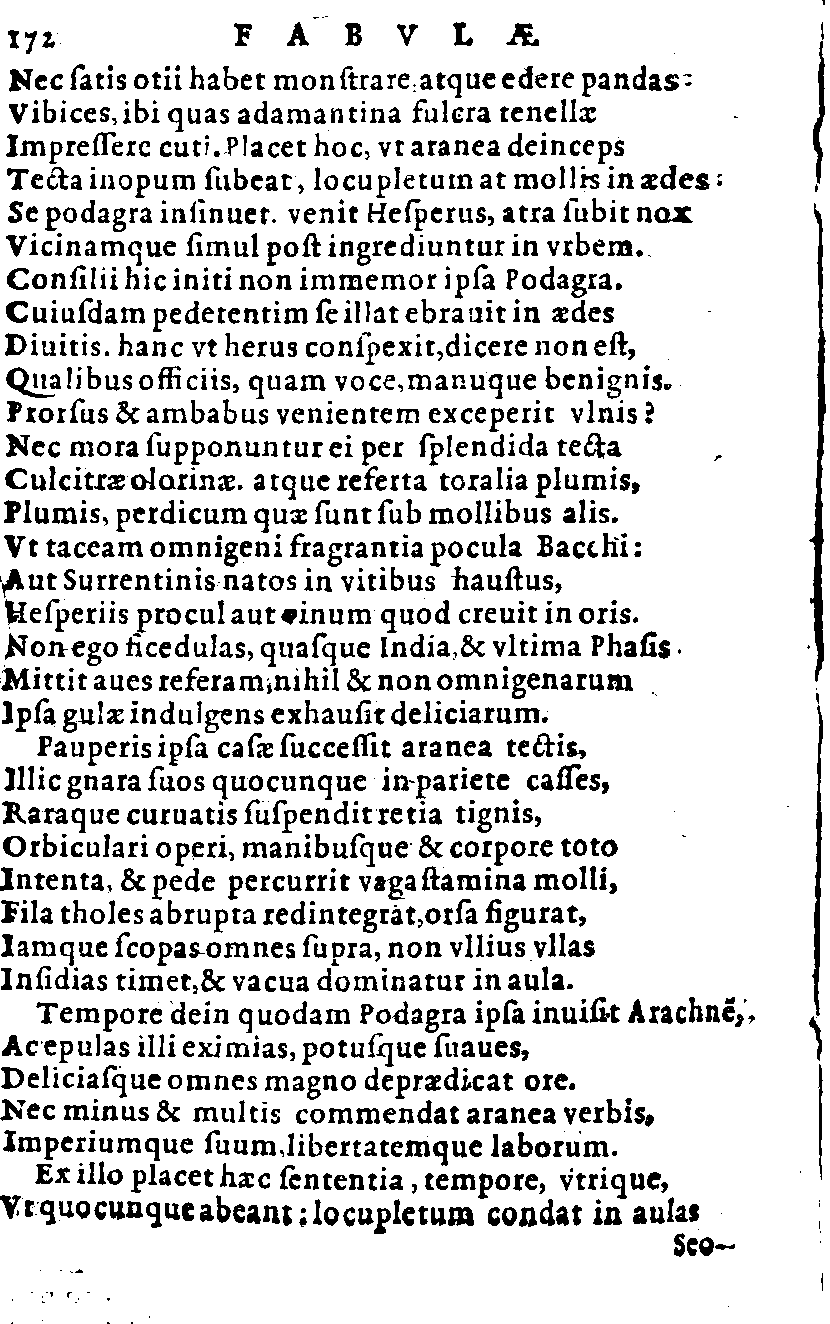 172 F A B V L Æ
Nec ſatis otii habet monſtrare, atque edere pandas:
Vibices, ibi quas adamantina fulcra tenellæ
Impreſſere cuti. Placet hoc, vt aranea deinceps
Tecta inopum ſubeat, locupletum at mollis in ædes:
Se podagra inſinuet. venit Heſperus, atra ſubit nox
Vicinamque ſimul poſt ingrediuntur in vrbem.
Conſilii hic initi non immemor ipſa Podagra.
Cuiuſdam pedetentim ſe illat ebrauit in ædes
Diuitis. hanc vt herus conſpexit, dicere non eſt,
Qualibus officiis, quam voce, manuque benignis.
Prorſus & ambabus venientem exceperit vlnis?
Nec mora ſupponuntur ei per ſplendida tecta
Culcitræ olorinæ. atque referta toralia plumis,
Plumis, perdicum quæ ſunt ſub mollibus alis.
Vt taceam omnigeni fragrantia pocula Bacchi:
Aut Surrentinis natos in vitibus hauſtus,
Heſperiis procul aut vinum quod creuit in oris.
Non ego ficedulas, quaſque India, & vltima Phaſis.
Mittit aues referam; nihil & non omnigenarum
Ipſa gulæ indulgens exhauſit deliciarum.
Pauperis ipſa caſæ ſucceſſit aranea tectis,
Illic gnara ſuos quocunque in pariete caſſes,
Raraque curuatis ſuſpendit retia tignis,
Orbiculari operi, manibuſque & corpore toto
Intenta, & pede percurrit vaga ſtamina molli,
Fila tholes abrupta redintegrat, orſa figurat,
Iamque ſcopas omnes ſupra, non vllius vllas
Inſidias timet, & vacua dominatur in aula.
Tempore dein quodam Podagra ipſa inuiſit Arachnē,
Ac epulas illi eximias, potuſque ſuaues,
Deliciaſque omnes magno deprædicat ore.
Nec minus & multis commendat aranea verbis,
Imperiumque ſuum, libertatemque laborum.
Ex illo placet hæc ſententia, tempore, vtrique,
Vt quocunque abeant: locupletum condat in aulas
Sco-